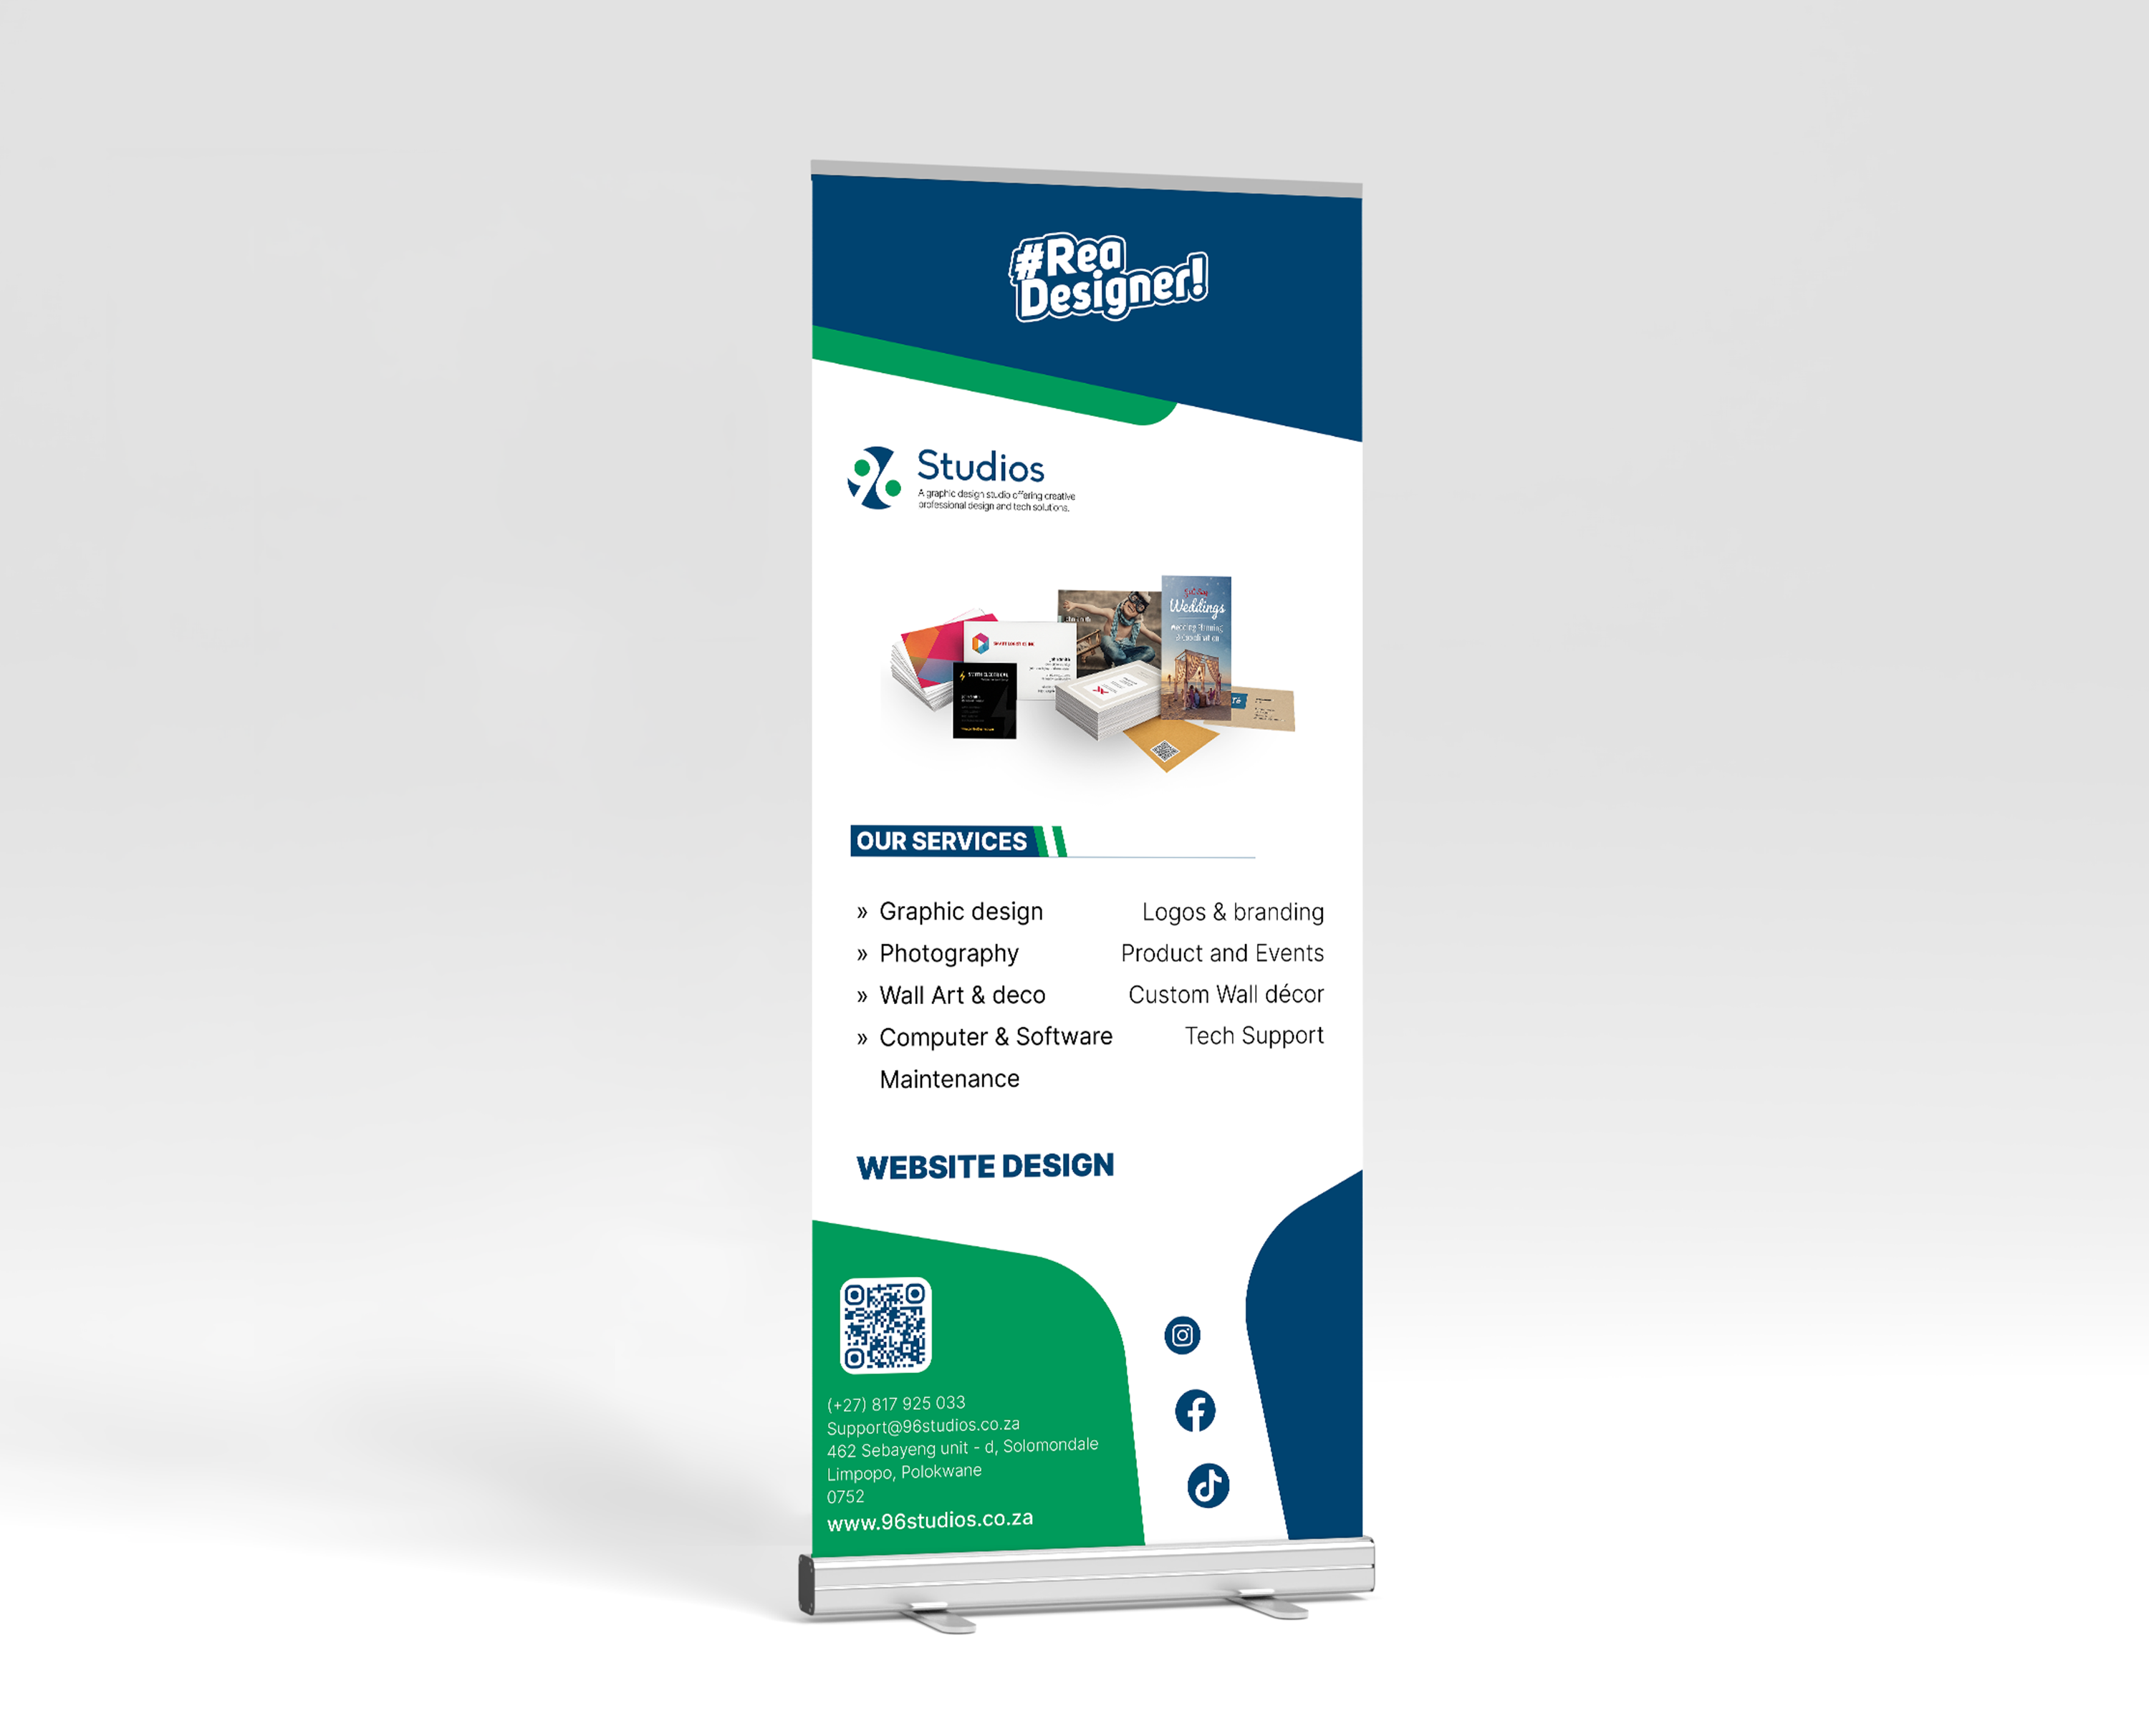 #Rea
Designer!
96
Studios
A graphic design studio offering creative
professional design and tech solutions.
Weddings
OUR SERVICES
» Graphic design
Logos & branding
» Photography
Product and Events
» Wall Art & deco
Custom Wall décor
» Computer & Software
Tech Support
Maintenance
WEBSITE DESIGN
(+27) 817 925 033
Support@96studios.co.za
462 Sebayeng unit - d, Solomondale
Limpopo, Polokwane
0752
www.96studios.co.za